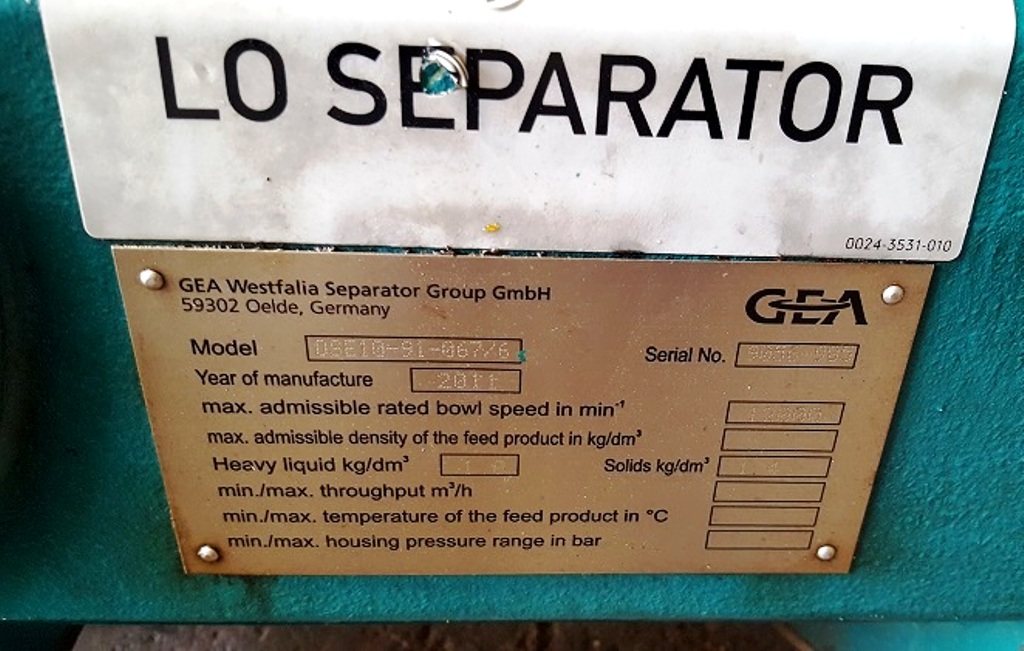 LO SEPARATOR
0024-3531-010
GEA Westfalia Separator Group GmbH
59302 Oelde, Germany
GEA
Model
Serial No.
Year of manufacture 2011
max. admissible rated bowl speed in min⁻¹
max. admissible density of the feed product in kg/dm³
Heavy liquid kg/dm³ Solids kg/dm³
min./max. throughput m³/h
min./max. temperature of the feed product in °C
min./max. housing pressure range in bar